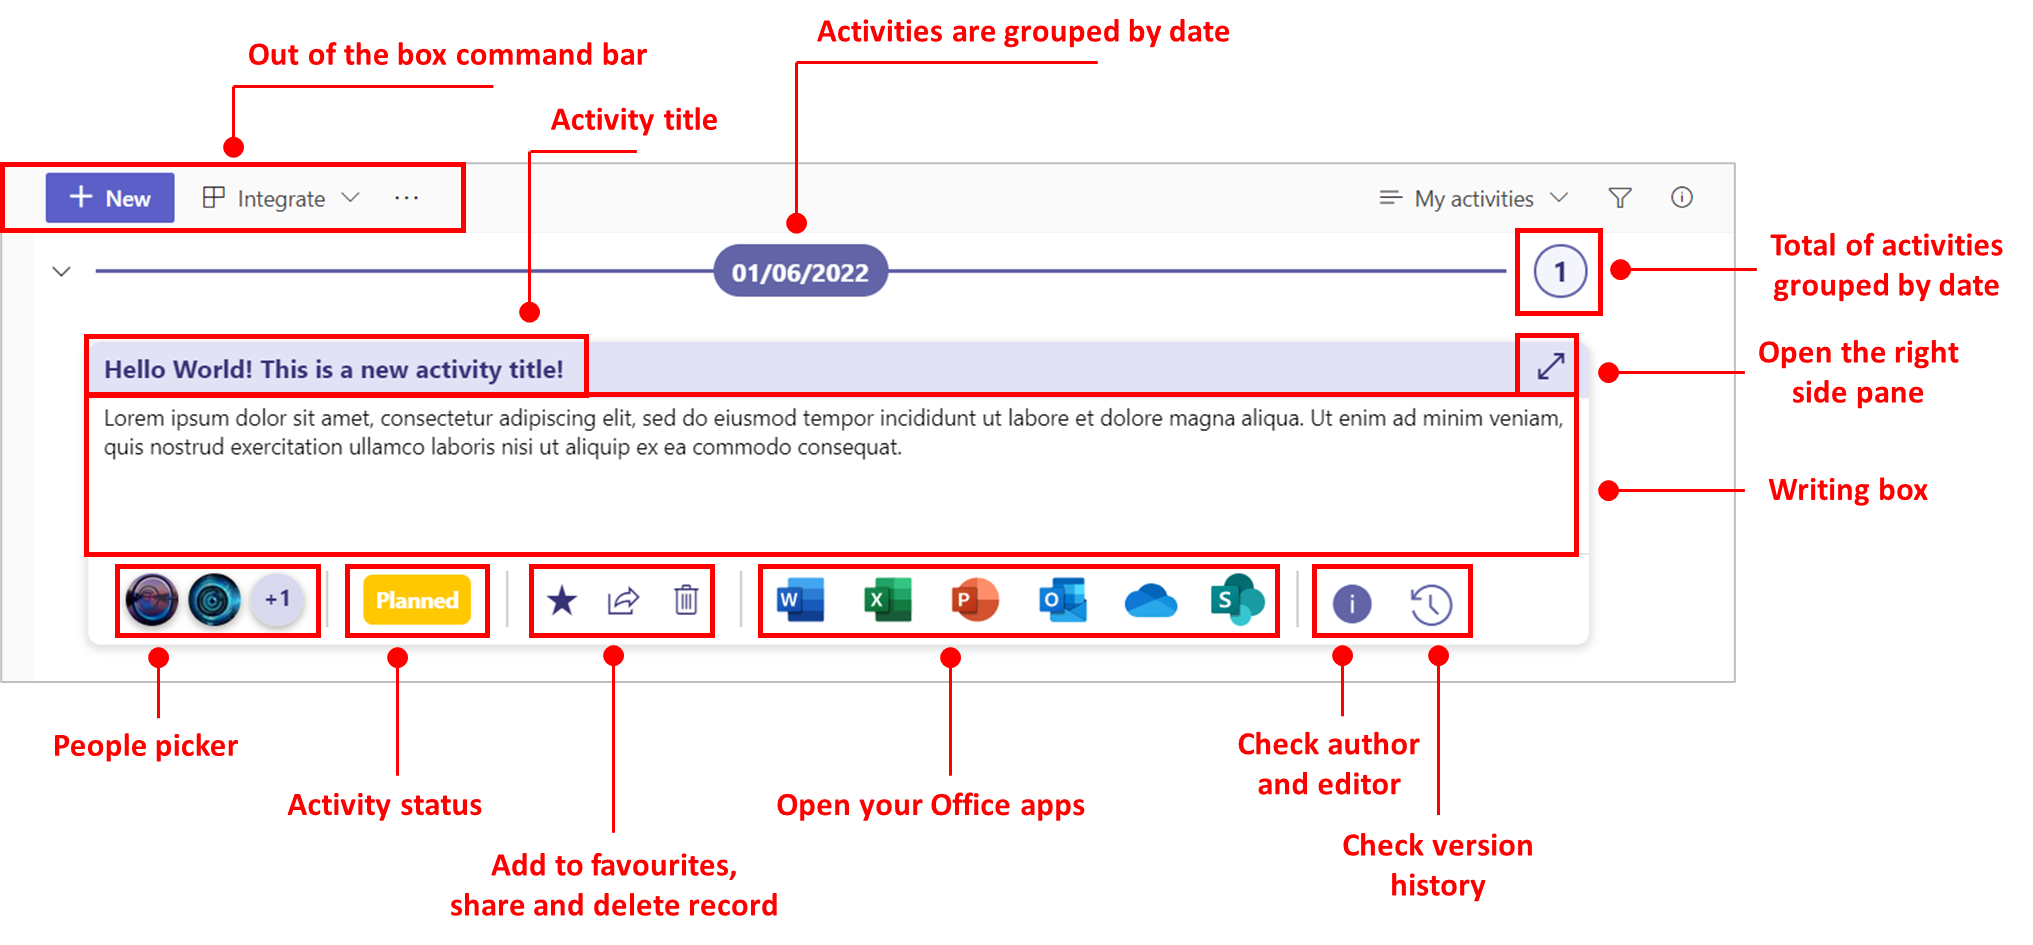 Activities are grouped by date
Out of the box command bar
Activity title
New
Integrate
...
My activities
01/06/2022
1
Total of activities
grouped by date
Hello World! This is a new activity title!
Open the right
side pane
Lorem ipsum dolor sit amet, consectetur adipiscing elit, sed do eiusmod tempor incididunt ut labore et dolore magna aliqua. Ut enim ad minim veniam,
quis nostrud exercitation ullamco laboris nisi ut aliquip ex ea commodo consequat.
Writing box
+1
Planned
W
X
P
O
S
i
People picker
Activity status
Add to favourites,
share and delete record
Open your Office apps
Check author
and editor
Check version
history